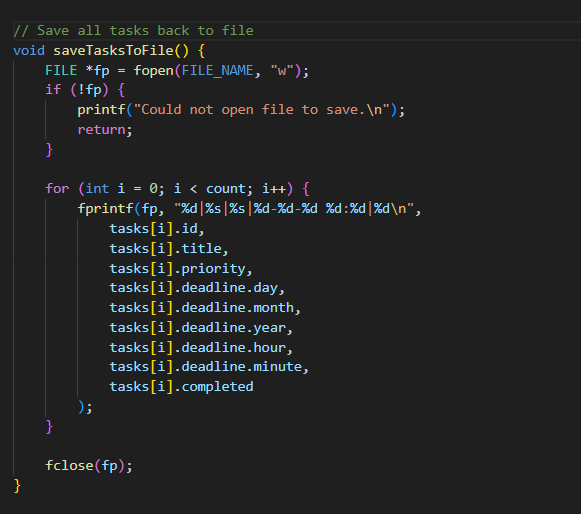 // Save all tasks back to file
void saveTasksToFile() {
    FILE *fp = fopen(FILE_NAME, "w");
    if (!fp) {
        printf("Could not open file to save.\n");
        return;
    }

    for (int i = 0; i < count; i++) {
        fprintf(fp, "%d|%s|%s|%d-%d-%d %d:%d|%d\n",
            tasks[i].id,
            tasks[i].title,
            tasks[i].priority,
            tasks[i].deadline.day,
            tasks[i].deadline.month,
            tasks[i].deadline.year,
            tasks[i].deadline.hour,
            tasks[i].deadline.minute,
            tasks[i].completed
        );
    }

    fclose(fp);
}